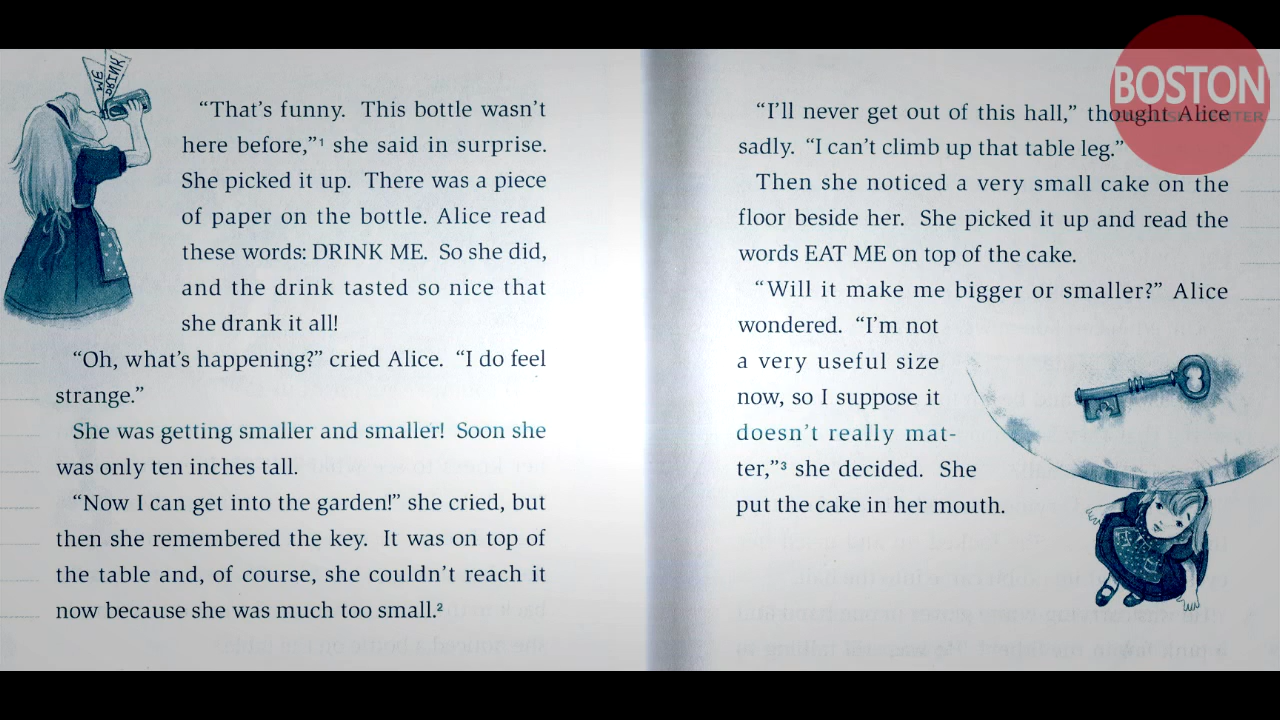 DRINK
ME
“That’s funny. This bottle wasn’t
here before,”¹ she said in surprise.
She picked it up. There was a piece
of paper on the bottle. Alice read
these words: DRINK ME. So she did,
and the drink tasted so nice that
she drank it all!
“Oh, what’s happening?” cried Alice. “I do feel
strange.”
She was getting smaller and smaller! Soon she
was only ten inches tall.
“Now I can get into the garden!” she cried, but
then she remembered the key. It was on top of
the table and, of course, she couldn’t reach it
now because she was much too small.²
“I’ll never get out of this hall,” thought Alice
sadly. “I can’t climb up that table leg.”
Then she noticed a very small cake on the
floor beside her. She picked it up and read the
words EAT ME on top of the cake.
“Will it make me bigger or smaller?” Alice
wondered. “I’m not
a very useful size
now, so I suppose it
doesn’t really mat-
ter,”³ she decided. She
put the cake in her mouth.
BOSTON